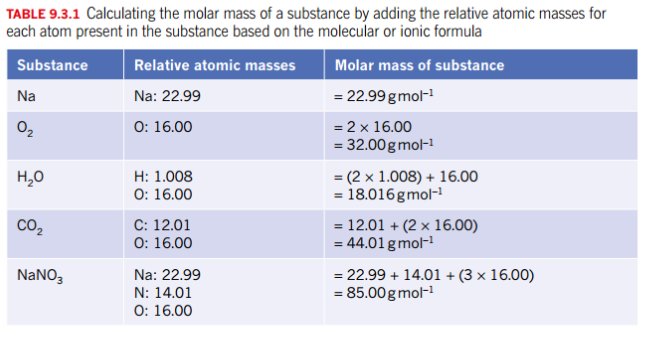 TABLE 9.3.1 Calculating the molar mass of a substance by adding the relative atomic masses for
each atom present in the substance based on the molecular or ionic formula
Substance Relative atomic masses Molar mass of substance
Na Na: 22.99 = 22.99 g mol⁻¹
O₂ O: 16.00 = 2 × 16.00
= 32.00 g mol⁻¹
H₂O H: 1.008 = (2 × 1.008) + 16.00
O: 16.00 = 18.016 g mol⁻¹
CO₂ C: 12.01 = 12.01 + (2 × 16.00)
O: 16.00 = 44.01 g mol⁻¹
NaNO₃ Na: 22.99 = 22.99 + 14.01 + (3 × 16.00)
N: 14.01 = 85.00 g mol⁻¹
O: 16.00